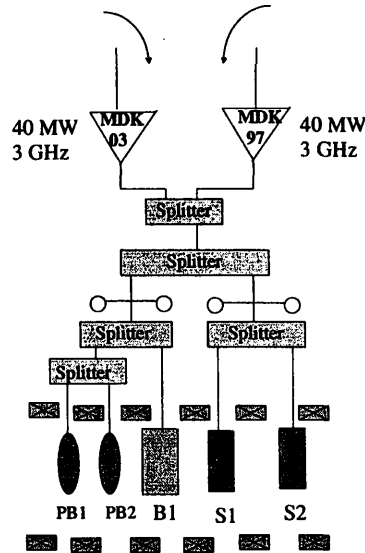 40 MW
3 GHz
MDK
03
MDK
97
40 MW
3 GHz
Splitter
Splitter
Splitter
Splitter
Splitter
PB1
PB2
B1
S1
S2